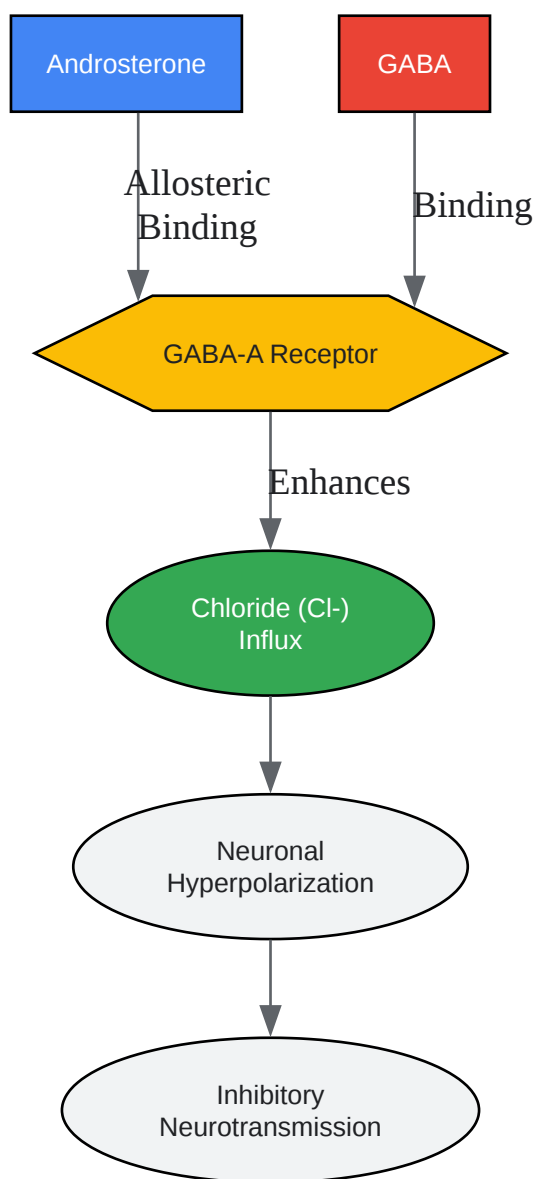 Androsterone
GABA
Allosteric
Binding
Binding
GABA-A Receptor
Enhances
Chloride (Cl-)
Influx
Neuronal
Hyperpolarization
Inhibitory
Neurotransmission